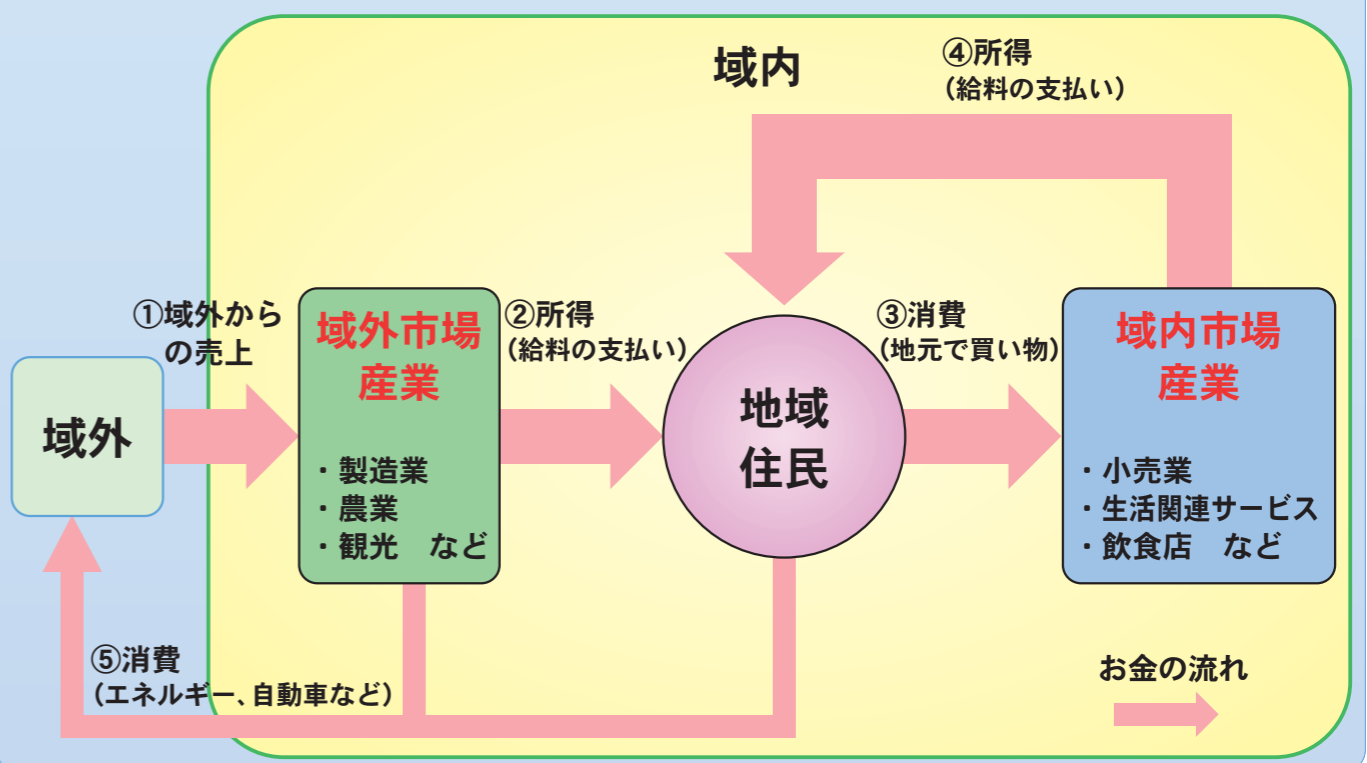 域内
④所得
(給料の支払い)
①域外から
の売上
域外
域外市場
産業
・製造業
・農業
・観光　など
②所得
(給料の支払い)
地域
住民
③消費
(地元で買い物)
域内市場
産業
・小売業
・生活関連サービス
・飲食店　など
⑤消費
(エネルギー、自動車など)
お金の流れ